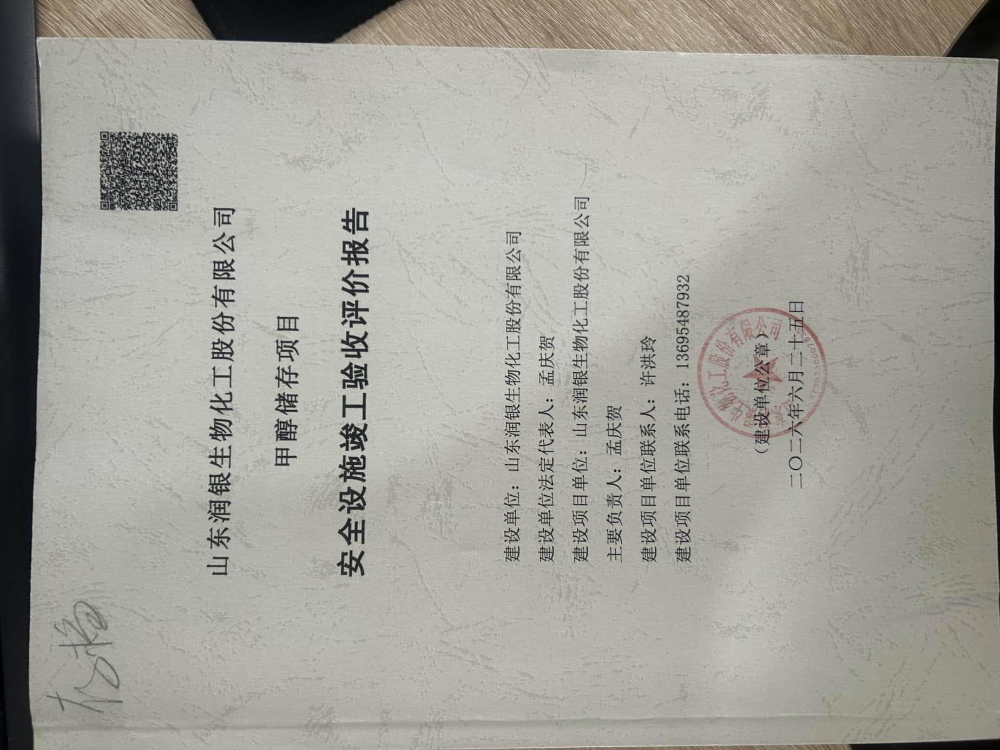 存档
山东润银生物化工股份有限公司
甲醇储存项目
安全设施竣工验收评价报告
建设单位：山东润银生物化工股份有限公司
建设单位法定代表人：孟庆贺
建设项目单位：山东润银生物化工股份有限公司
主要负责人：孟庆贺
建设项目单位联系人：许洪玲
建设项目单位联系电话：13695487932
（建设单位公章）
二〇二六年六月二十五日